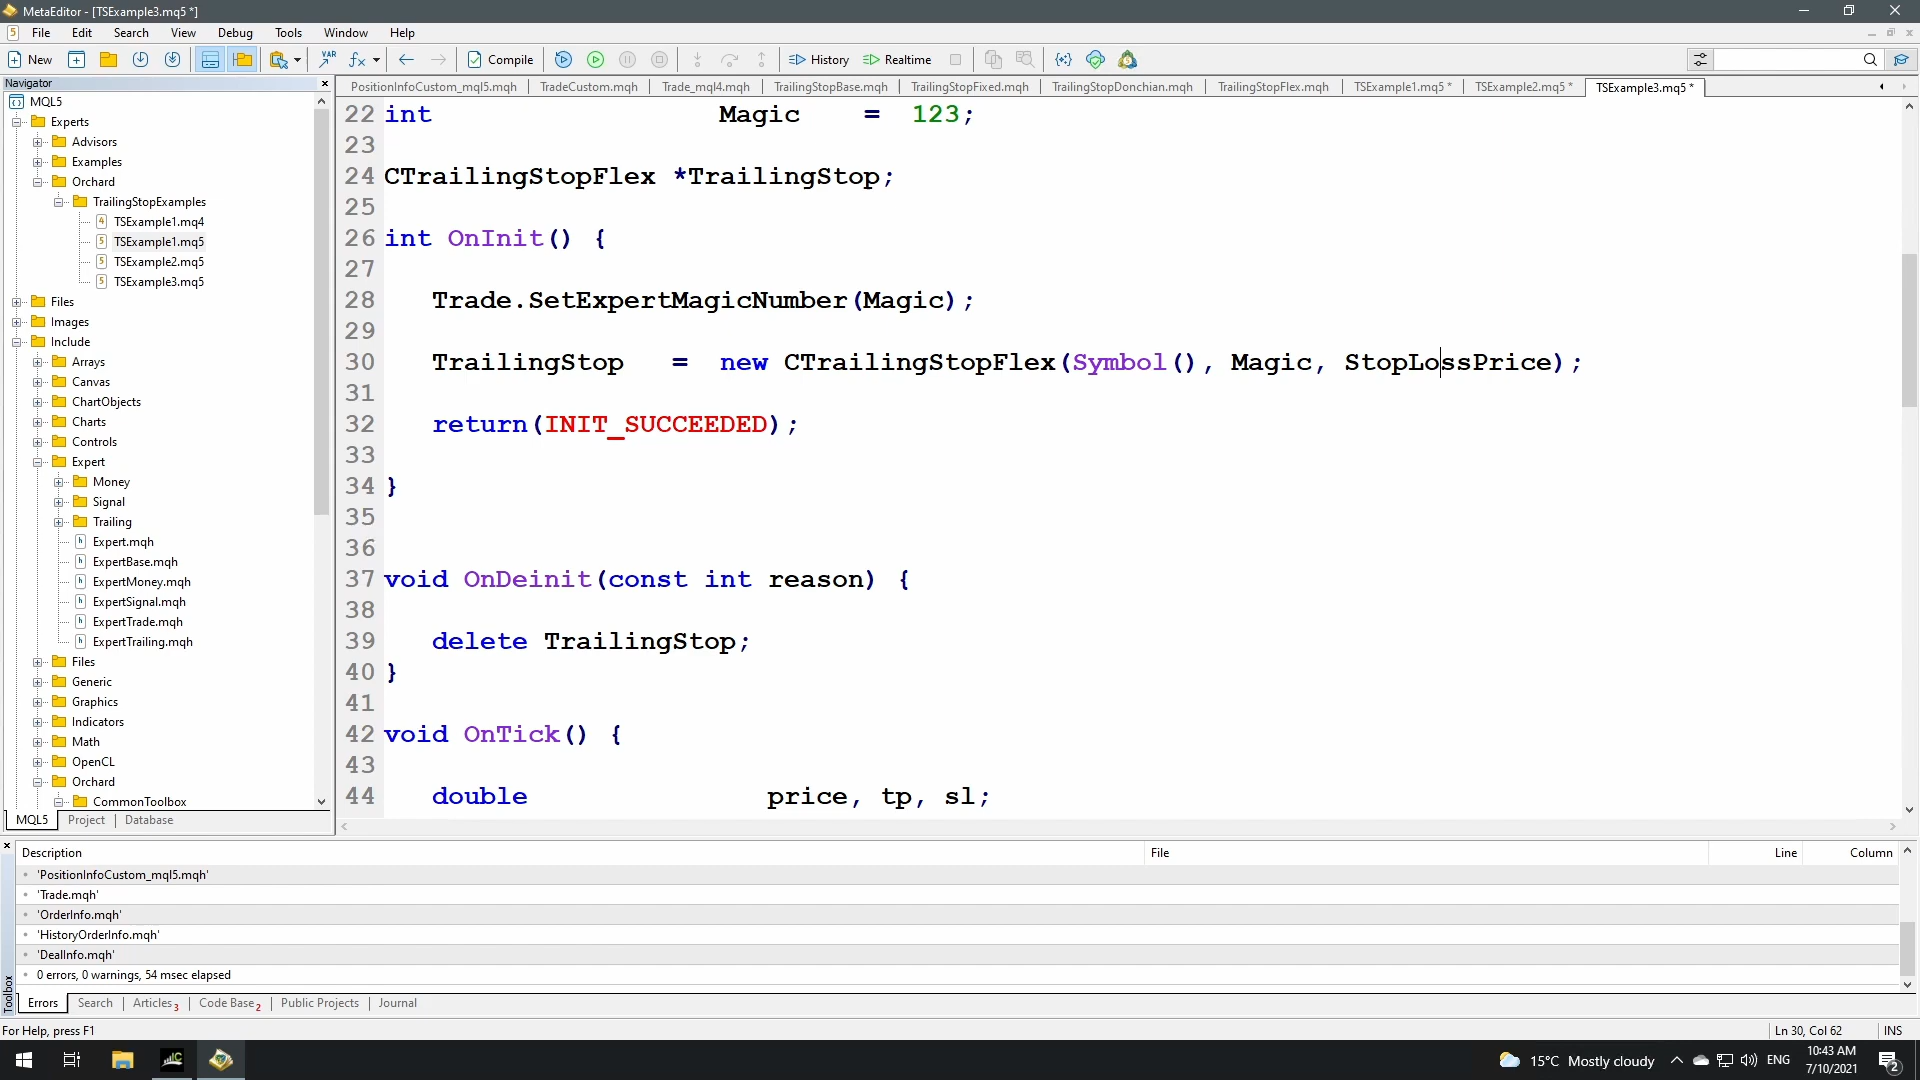 MetaEditor - [TSExample3.mq5 *]
File Edit Search View Debug Tools Window Help
New VAR fx Compile History Realtime
Navigator
PositionInfoCustom_mql5.mqh TradeCustom.mqh Trade_mql4.mqh TrailingStopBase.mqh TrailingStopFixed.mqh TrailingStopDonchian.mqh TrailingStopFlex.mqh TSExample1.mq5 * TSExample2.mq5 * TSExample3.mq5 *
MQL5
Experts
Advisors
Examples
Orchard
TrailingStopExamples
TSExample1.mq4
TSExample1.mq5
TSExample2.mq5
TSExample3.mq5
Files
Images
Include
Arrays
Canvas
ChartObjects
Charts
Controls
Expert
Money
Signal
Trailing
Expert.mqh
ExpertBase.mqh
ExpertMoney.mqh
ExpertSignal.mqh
ExpertTrade.mqh
ExpertTrailing.mqh
Files
Generic
Graphics
Indicators
Math
OpenCL
Orchard
CommonToolbox
MQL5 Project Database
22 int Magic = 123;
23
24 CTrailingStopFlex *TrailingStop;
25
26 int OnInit() {
27
28 Trade.SetExpertMagicNumber(Magic);
29
30 TrailingStop = new CTrailingStopFlex(Symbol(), Magic, StopLossPrice);
31
32 return(INIT_SUCCEEDED);
33
34 }
35
36
37 void OnDeinit(const int reason) {
38
39 delete TrailingStop;
40 }
41
42 void OnTick() {
43
44 double price, tp, sl;
Description File Line Column
'PositionInfoCustom_mql5.mqh'
'Trade.mqh'
'OrderInfo.mqh'
'HistoryOrderInfo.mqh'
'DealInfo.mqh'
0 errors, 0 warnings, 54 msec elapsed
Toolbox
Errors Search Articles 3 Code Base 2 Public Projects Journal
For Help, press F1 Ln 30, Col 62 INS
15°C Mostly cloudy ENG 10:43 AM
7/10/2021 2